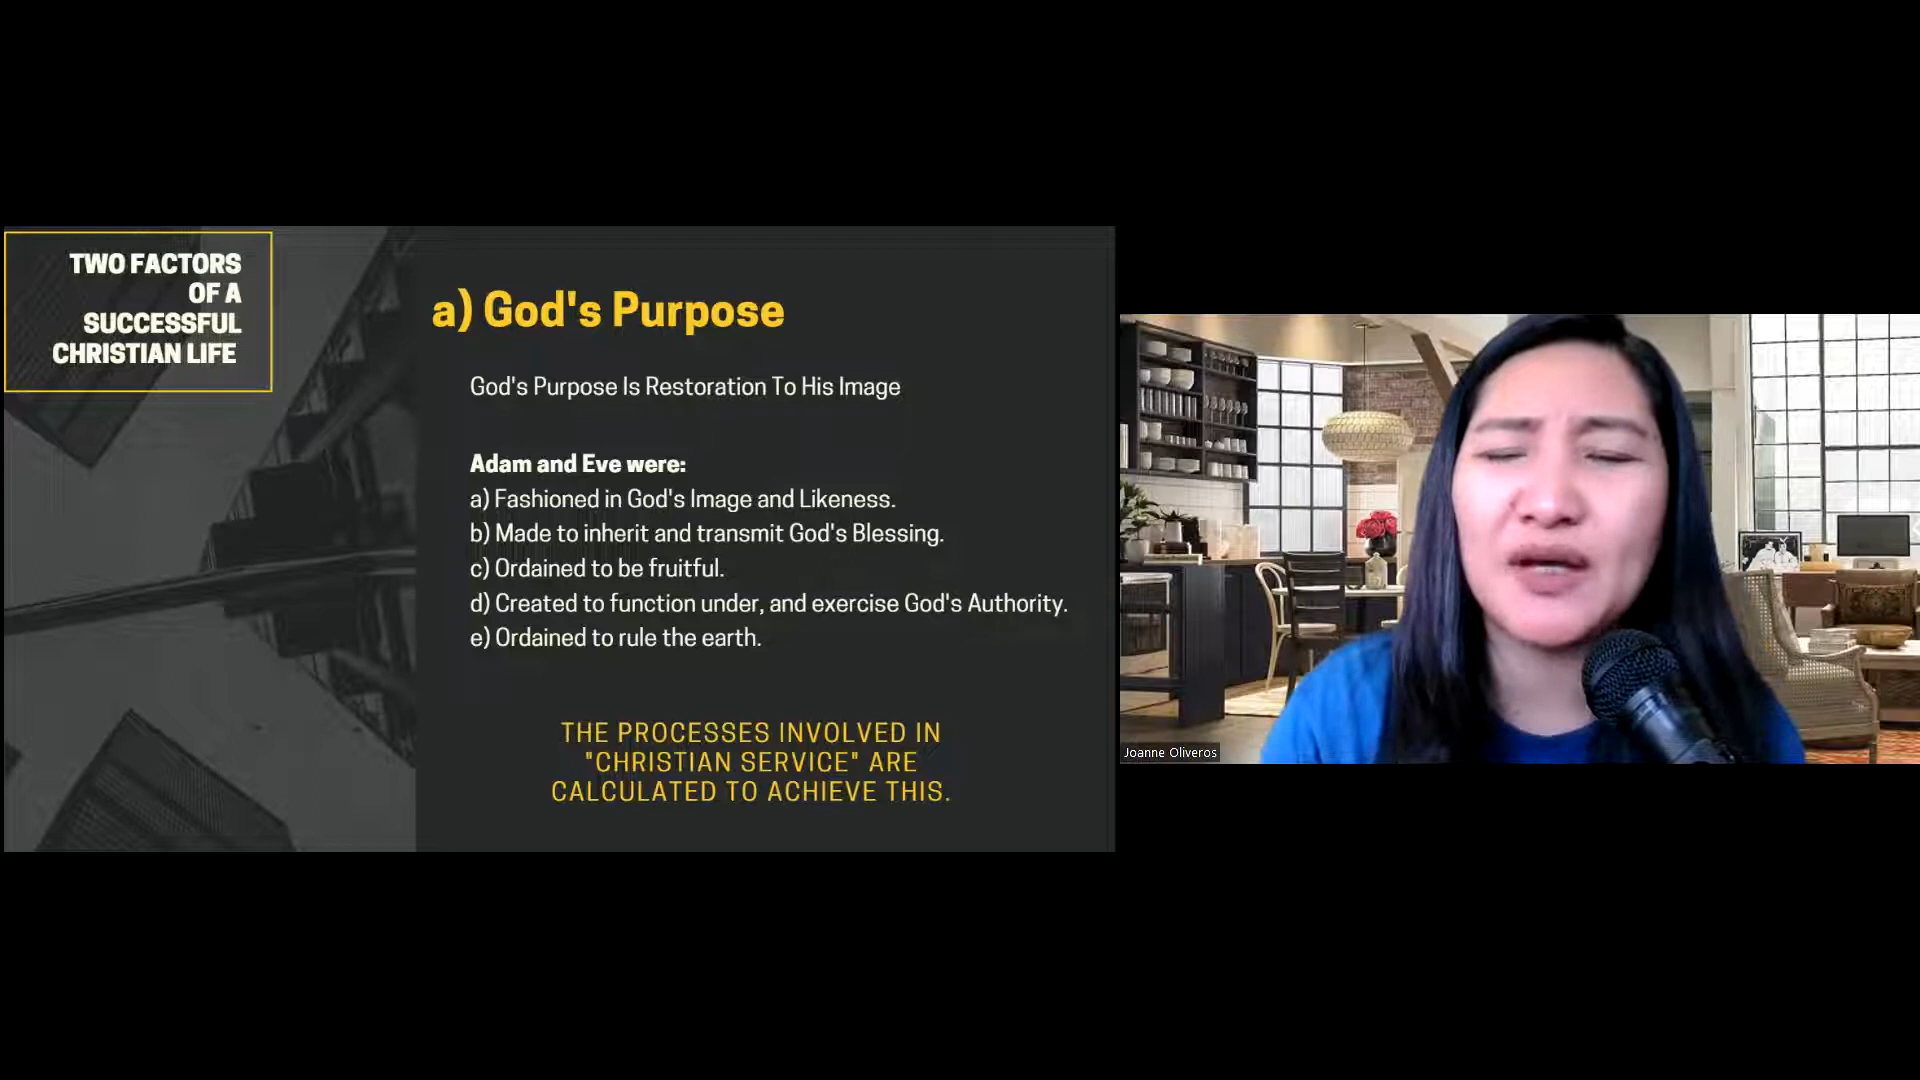 TWO FACTORS
OF A
SUCCESSFUL
CHRISTIAN LIFE
a) God's Purpose
God's Purpose Is Restoration To His Image
Adam and Eve were:
a) Fashioned in God's Image and Likeness.
b) Made to inherit and transmit God's Blessing.
c) Ordained to be fruitful.
d) Created to function under, and exercise God's Authority.
e) Ordained to rule the earth.
THE PROCESSES INVOLVED IN
"CHRISTIAN SERVICE" ARE
CALCULATED TO ACHIEVE THIS.
Joanne Oliveros